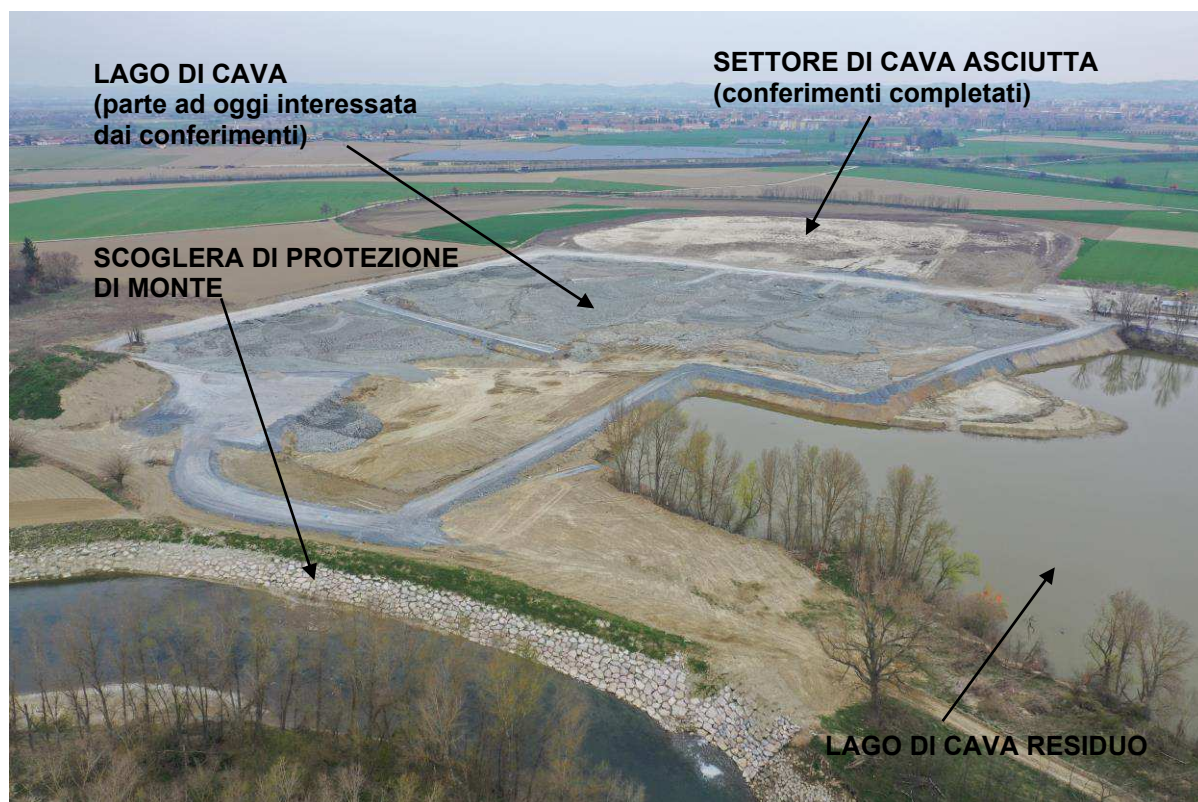 LAGO DI CAVA
(parte ad oggi interessata
dai conferimenti)
SETTORE DI CAVA ASCIUTTA
(conferimenti completati)
SCOGLERA DI PROTEZIONE
DI MONTE
LAGO DI CAVA RESIDUO